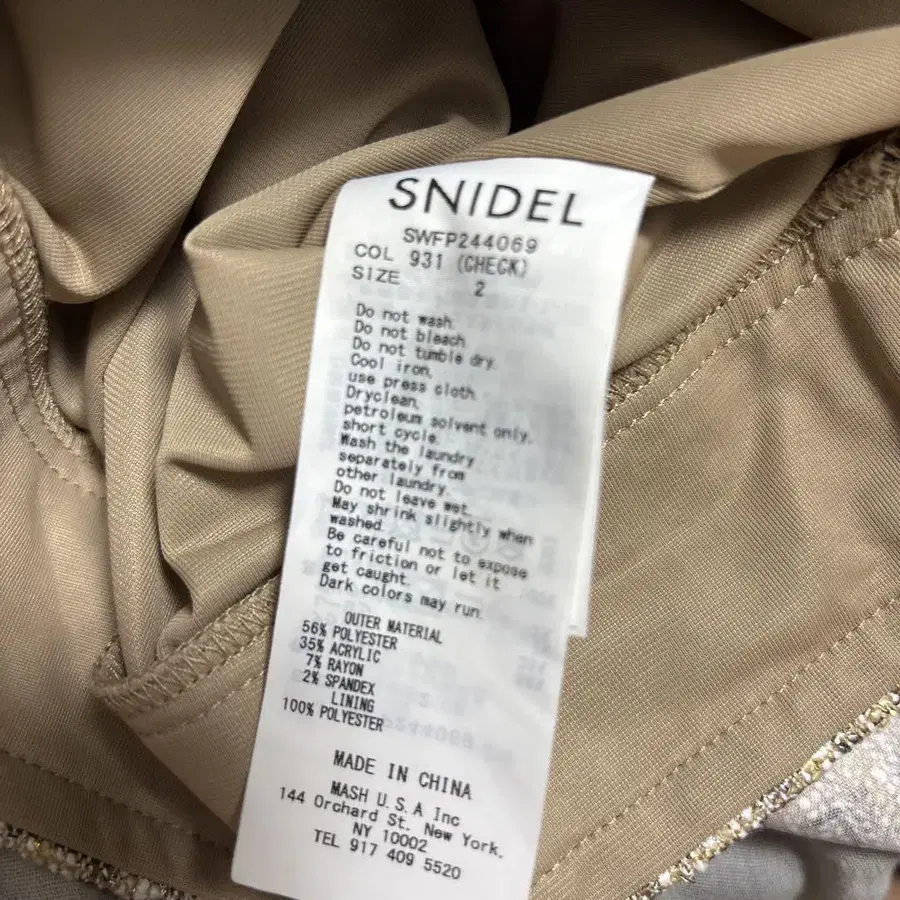 SNIDEL
SWFP244069
COL 931 (CHECK)
SIZE 2
Do not wash.
Do not bleach.
Do not tumble dry.
Cool iron.
use press cloth.
Dryclean,
petroleum solvent only.
short cycle.
Wash the laundry
separately from
other laundry.
Do not leave wet.
May shrink slightly when
washed.
Be careful not to expose
to friction or let it
get caught.
Dark colors may run.
OUTER MATERIAL
56% POLYESTER
35% ACRYLIC
7% RAYON
2% SPANDEX
LINING
100% POLYESTER
MADE IN CHINA
MASH U.S.A Inc
144 Orchard St. New York.
NY 10002
TEL 917 409 5520